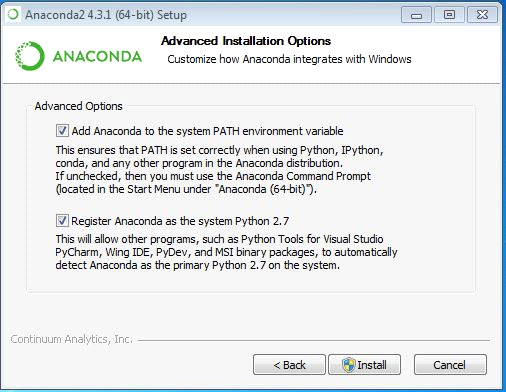 Anaconda2 4.3.1 (64-bit) Setup
Advanced Installation Options
Customize how Anaconda integrates with Windows
ANACONDA
Advanced Options
Add Anaconda to the system PATH environment variable
This ensures that PATH is set correctly when using Python, IPython,
conda, and any other program in the Anaconda distribution.
If unchecked, then you must use the Anaconda Command Prompt
(located in the Start Menu under "Anaconda (64-bit)").
Register Anaconda as the system Python 2.7
This will allow other programs, such as Python Tools for Visual Studio
PyCharm, Wing IDE, PyDev, and MSI binary packages, to automatically
detect Anaconda as the primary Python 2.7 on the system.
Continuum Analytics, Inc.
< Back
Install
Cancel